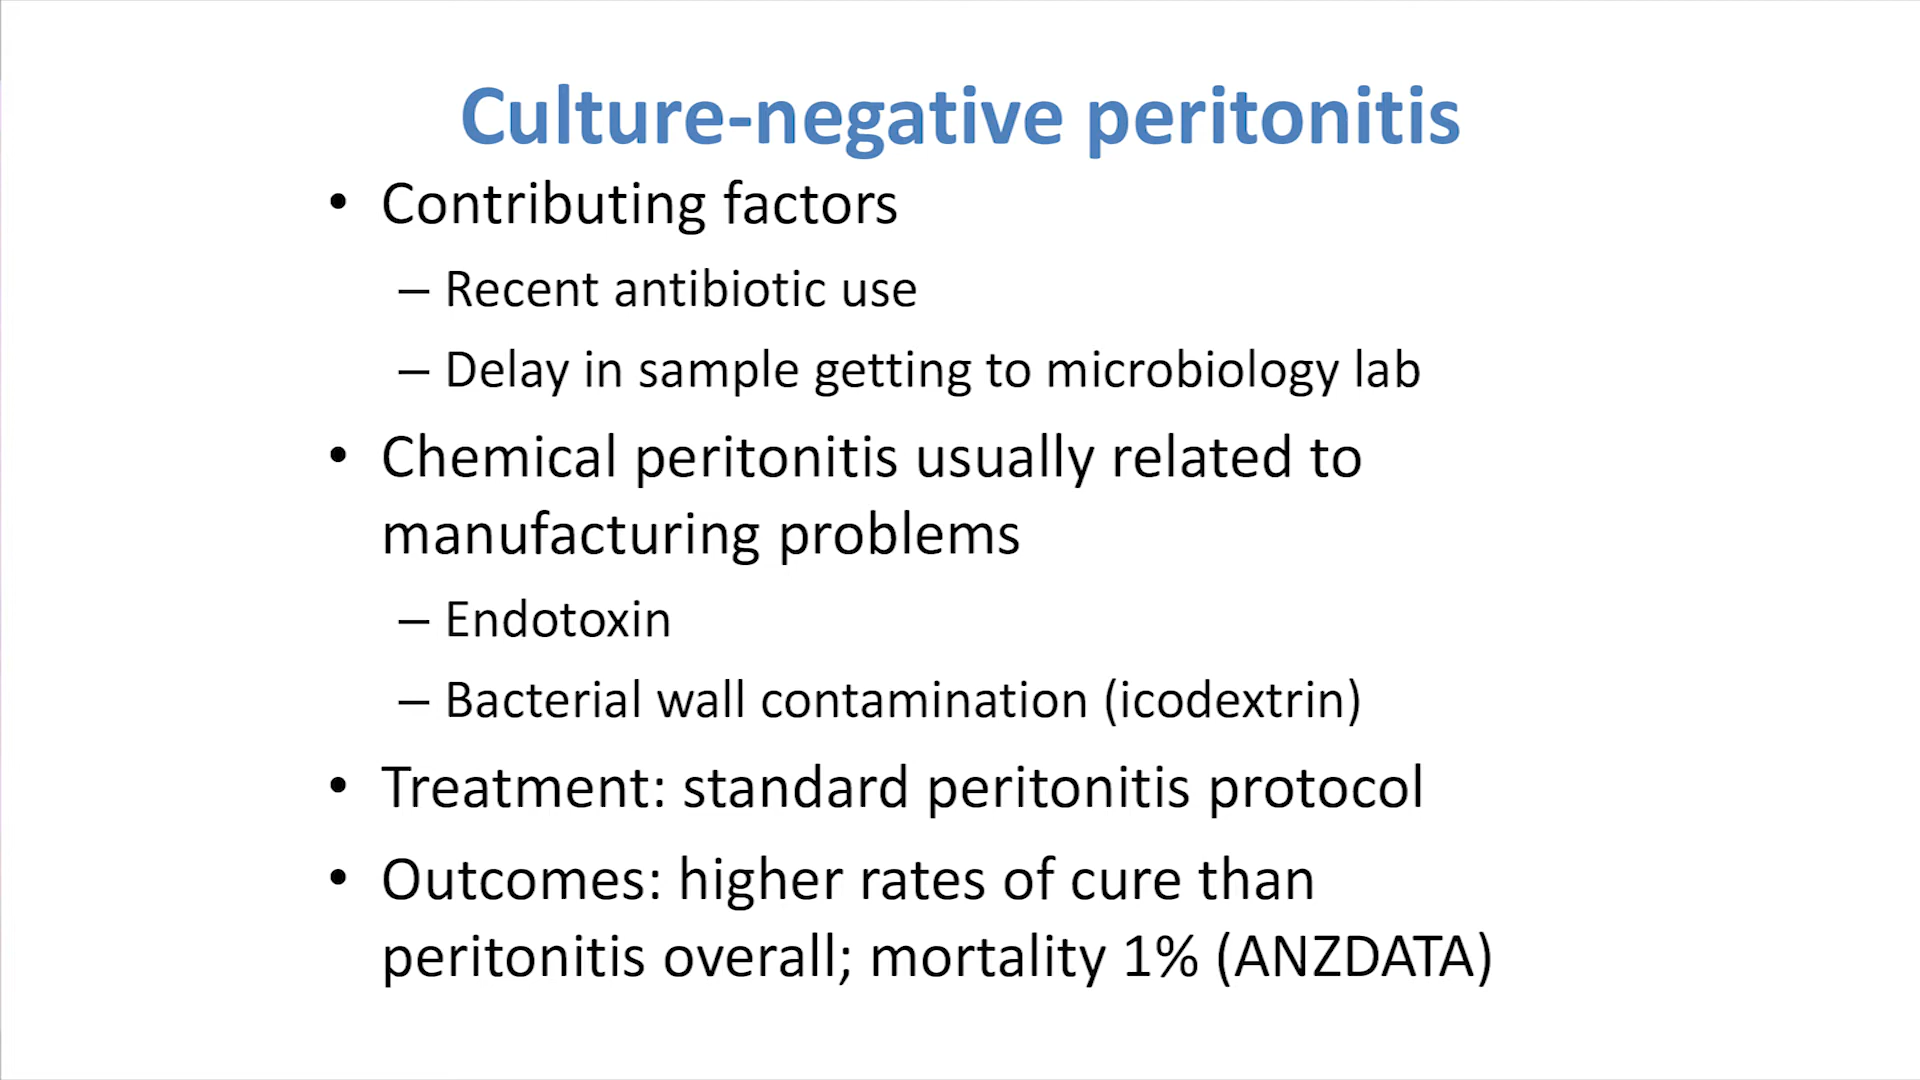 Culture-negative peritonitis
• Contributing factors
– Recent antibiotic use
– Delay in sample getting to microbiology lab
• Chemical peritonitis usually related to
manufacturing problems
– Endotoxin
– Bacterial wall contamination (icodextrin)
• Treatment: standard peritonitis protocol
• Outcomes: higher rates of cure than
peritonitis overall; mortality 1% (ANZDATA)